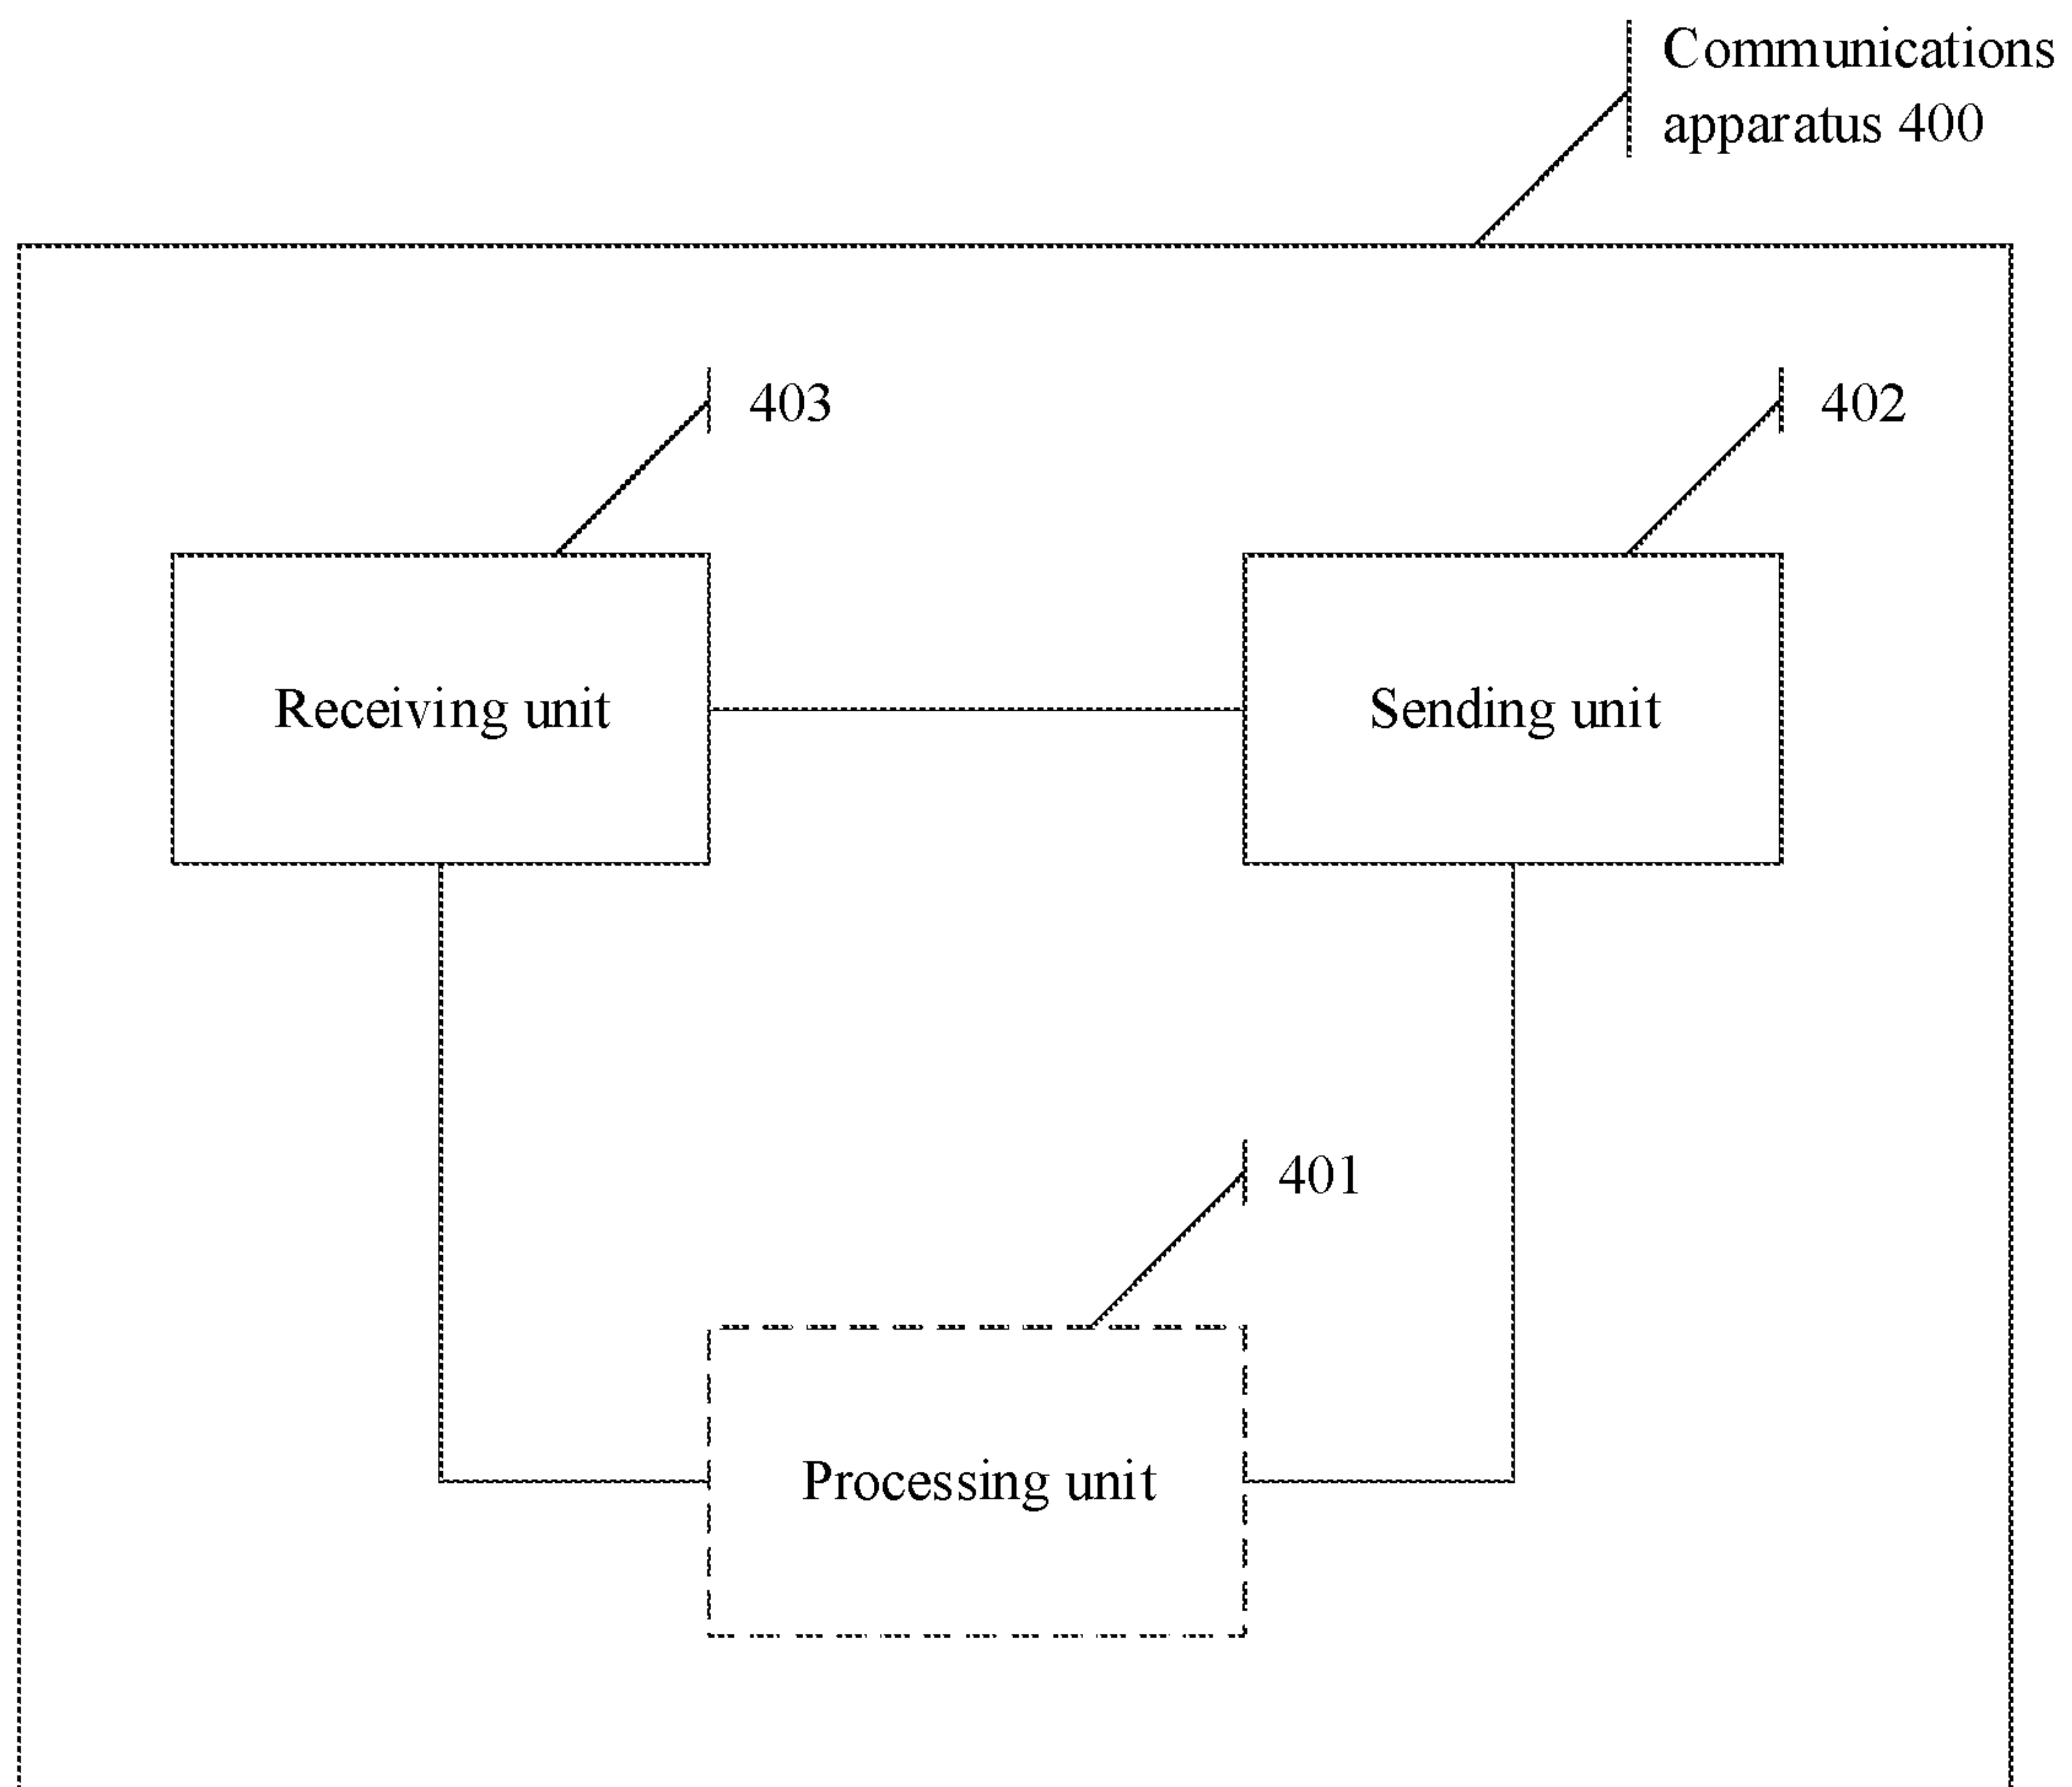 Communications
apparatus 400
403
402
Receiving unit
Sending unit
401
Processing unit